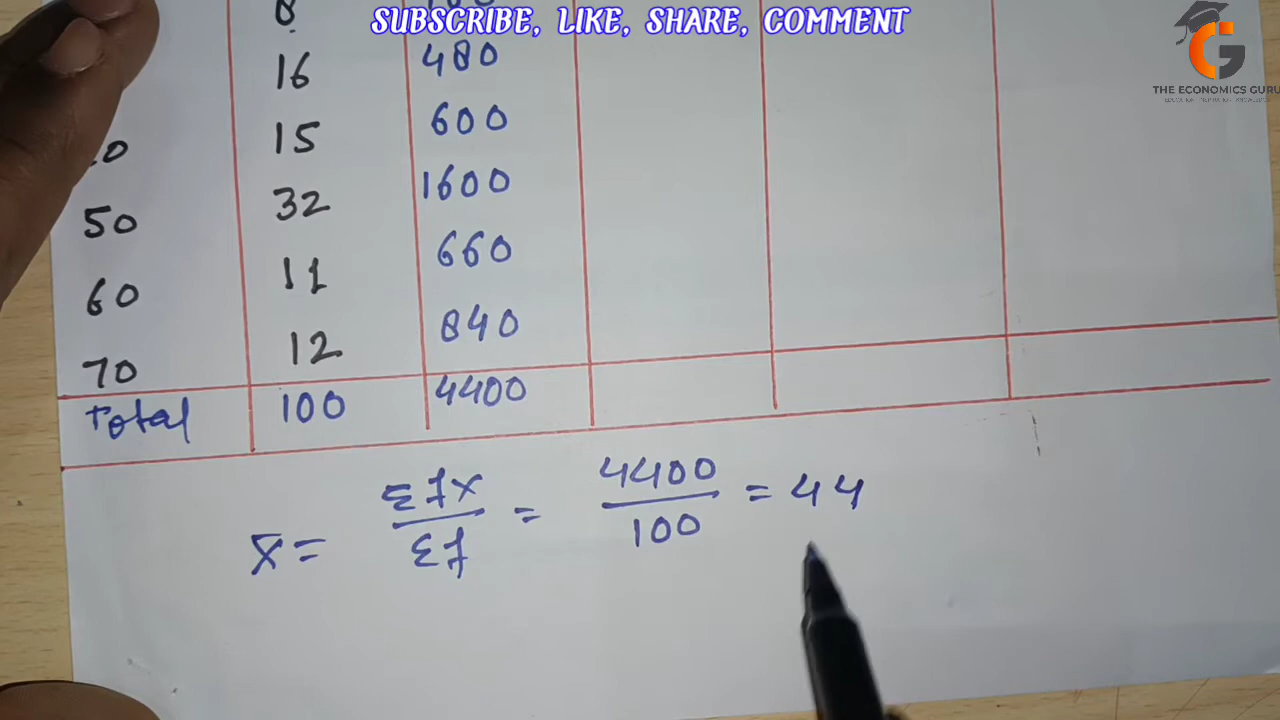 SUBSCRIBE, LIKE, SHARE, COMMENT
THE ECONOMICS GURU
8
16 480
15 600
50 32 1600
60 11 660
70 12 840
Total 100 4400
x̄ = Σfx / Σf = 4400 / 100 = 44